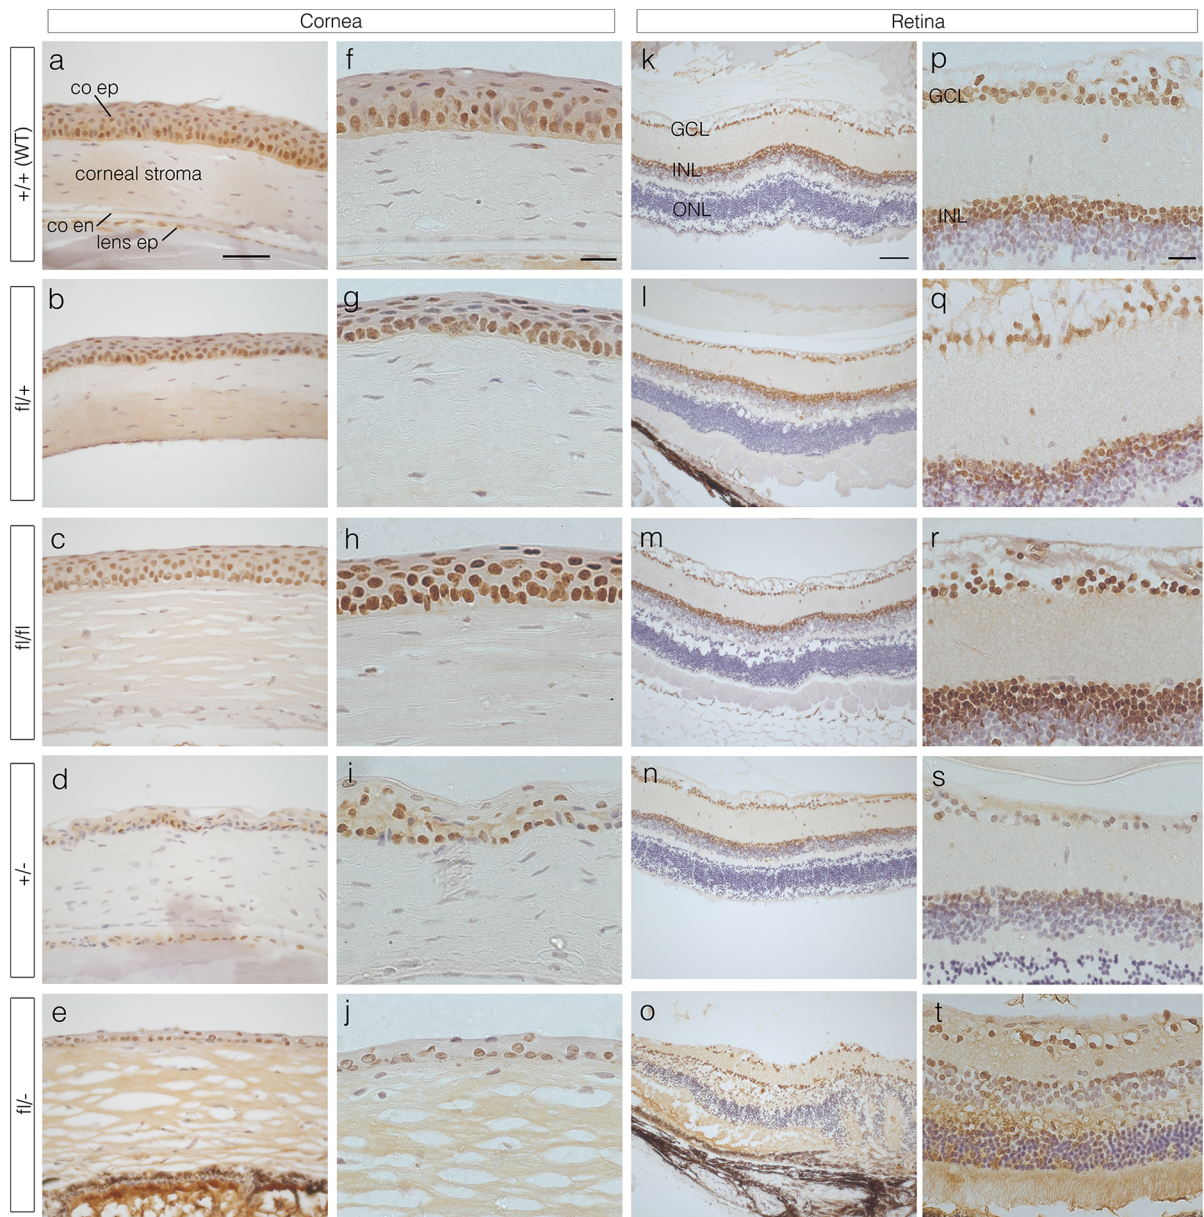 Cornea
Retina
+/+ (WT)
a
co ep
corneal stroma
co en
lens ep
f
k
GCL
INL
ONL
p
GCL
INL
fl/+
b
g
l
q
fl/fl
c
h
m
r
+/-
d
i
n
s
fl/-
e
j
o
t